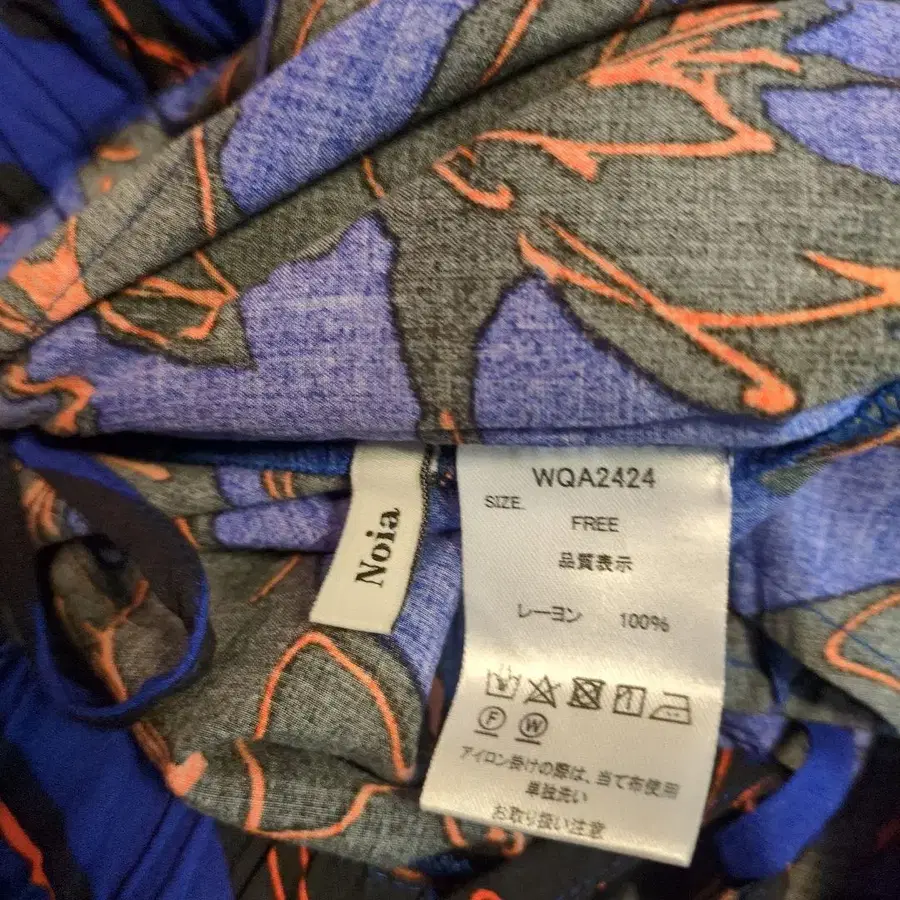 Noia
WQA2424
SIZE.
FREE
品質表示
レーヨン 100%
F W
アイロン掛けの際は、当て布使用
単独洗い
お取り扱い注意